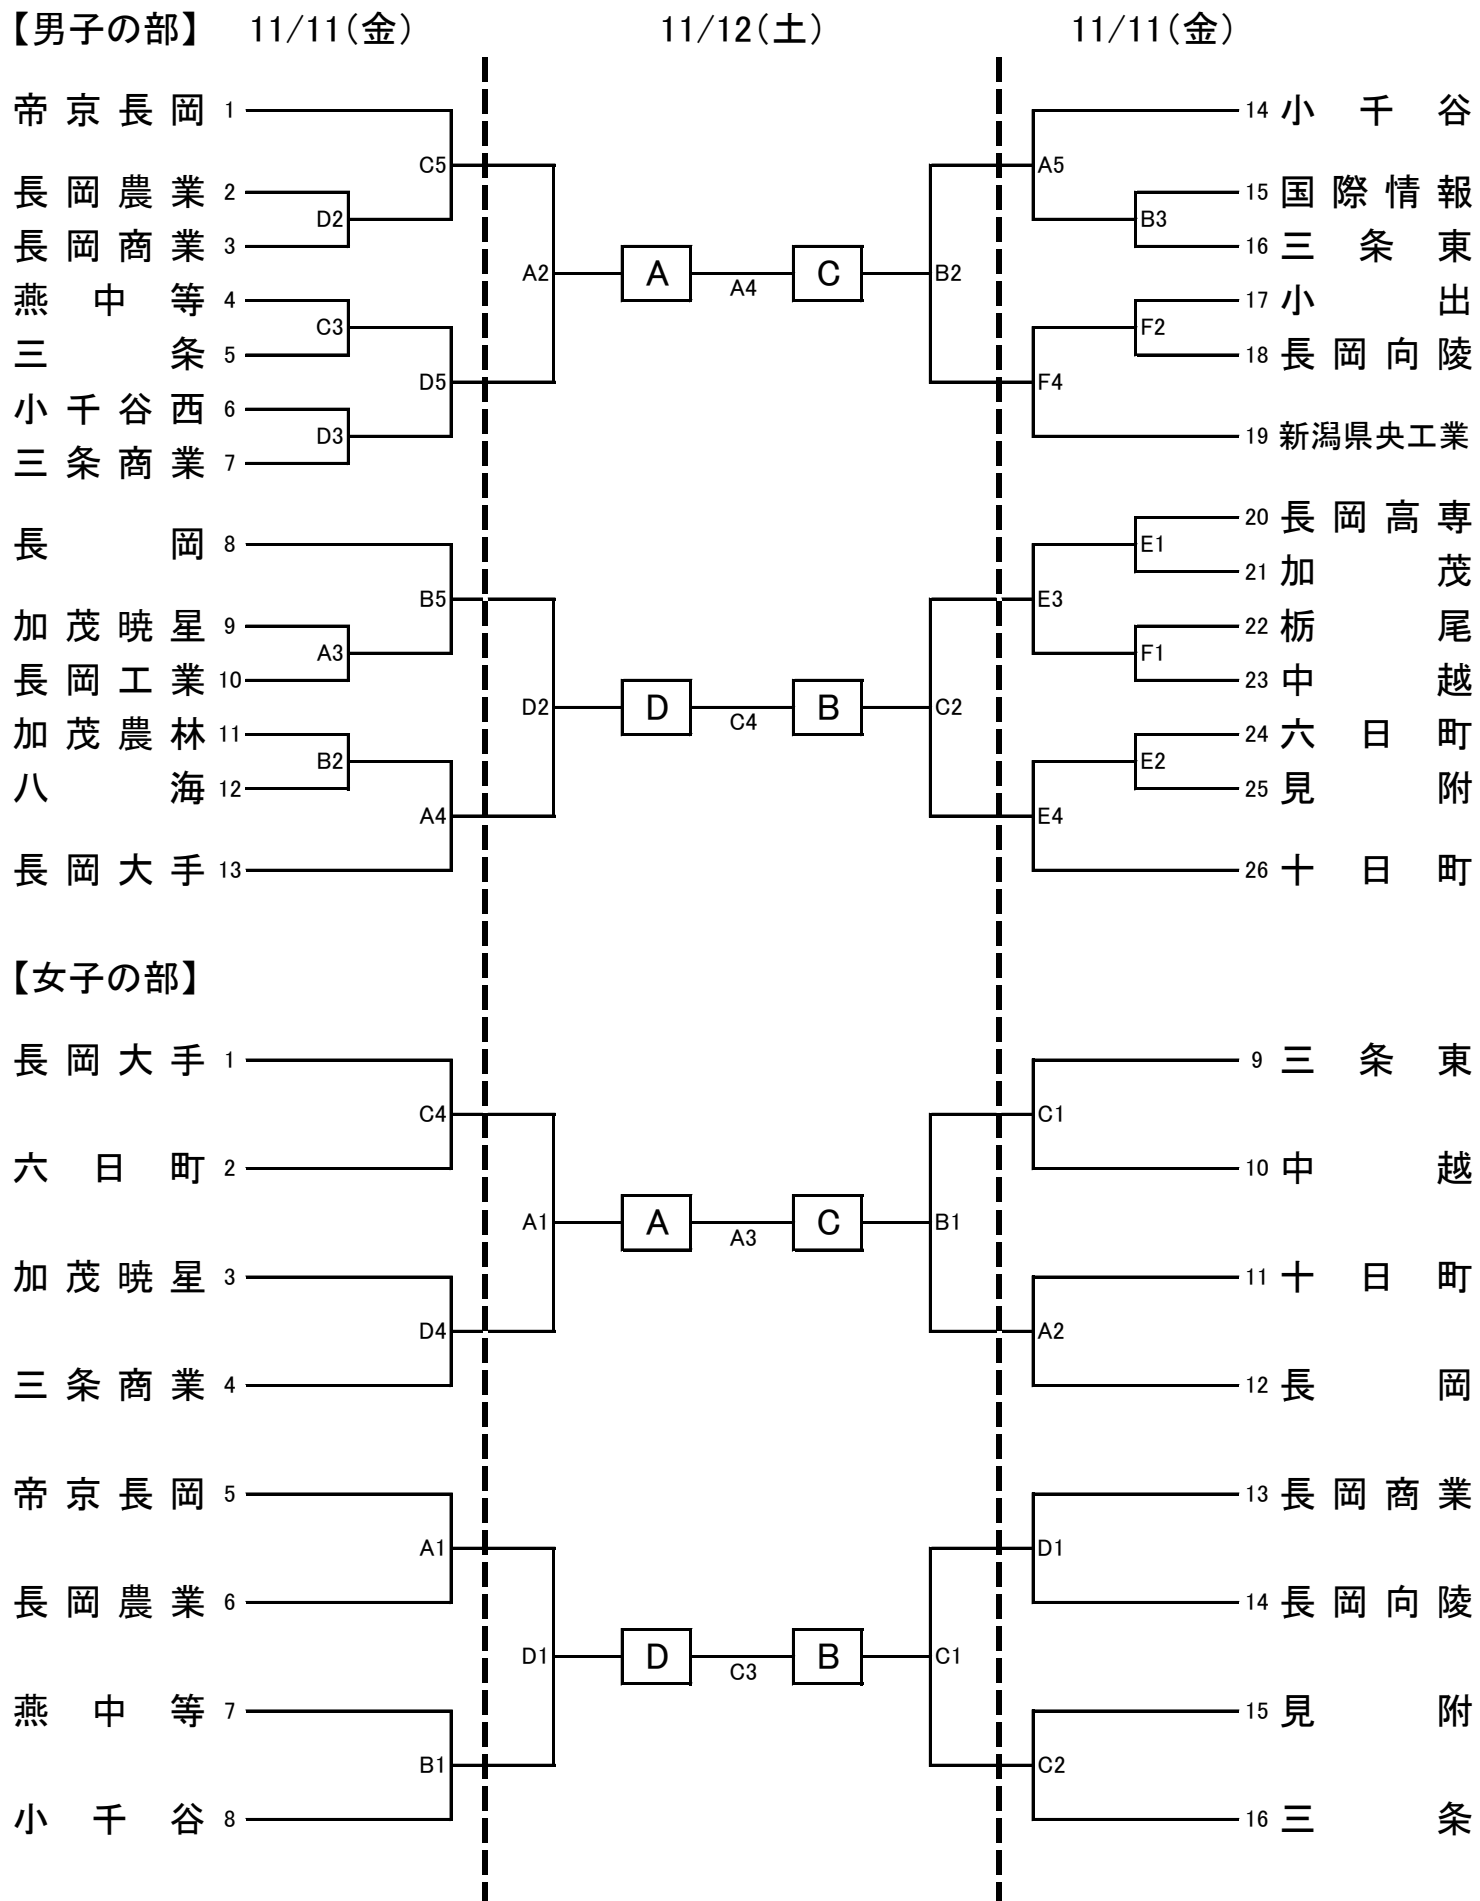 【男子の部】 11/11(金) 11/12(土) 11/11(金)
帝京長岡 1 14 小千谷
C5 A5
長岡農業 2 15 国際情報
D2 B3
長岡商業 3 16 三条東
A2 A A4 C B2
燕中等 4 17 小出
C3 F2
三条 5 18 長岡向陵
D5 F4
小千谷西 6
D3 19 新潟県央工業
三条商業 7
20 長岡高専
長岡 8 E1
21 加茂
B5 E3
加茂暁星 9 22 栃尾
A3 F1
長岡工業 10 23 中越
D2 D C4 B C2
加茂農林 11 24 六日町
B2 E2
八海 12 25 見附
A4 E4
長岡大手 13 26 十日町
【女子の部】
長岡大手 1 9 三条東
C4 C1
六日町 2 10 中越
A1 A A3 C B1
加茂暁星 3 11 十日町
D4 A2
三条商業 4 12 長岡
帝京長岡 5 13 長岡商業
A1 D1
長岡農業 6 14 長岡向陵
D1 D C3 B C1
燕中等 7 15 見附
B1 C2
小千谷 8 16 三条